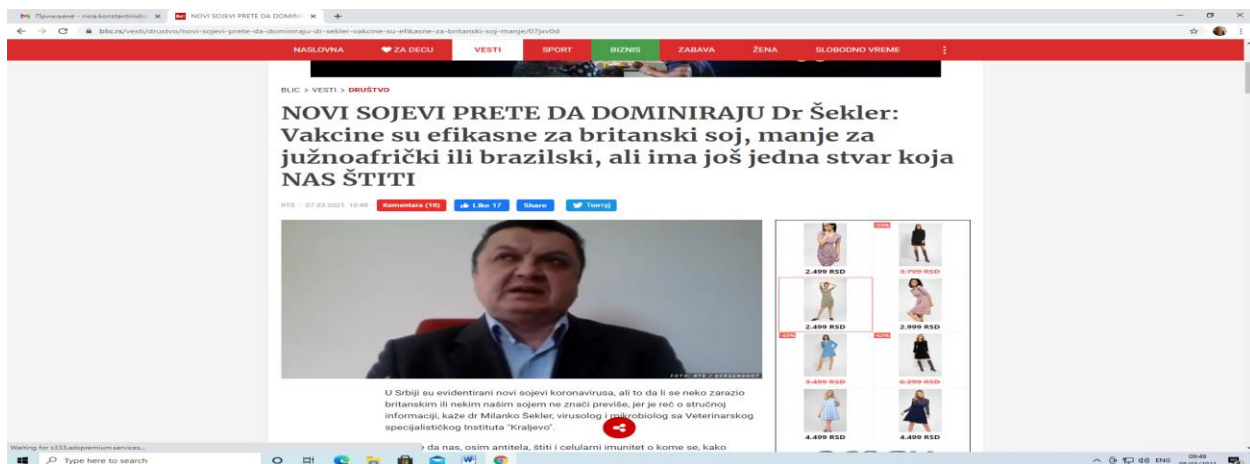 Примљене - nina.konstantinidi
NOVI SOJEVI PRETE DA DOMINI
blic.rs/vesti/drustvo/novi-sojevi-prete-da-dominiraju-dr-sekler-vakcine-su-efikasne-za-britanski-soj-manje/07jxv0d
NASLOVNA ZA DECU VESTI SPORT BIZNIS ZABAVA ŽENA SLOBODNO VREME
BLIC > VESTI > DRUŠTVO
NOVI SOJEVI PRETE DA DOMINIRAJU Dr Šekler:
Vakcine su efikasne za britanski soj, manje za
južnoafrički ili brazilski, ali ima još jedna stvar koja
NAS ŠTITI
RTS - 07.03.2021. 10:46 Komentara (10) Like 17 Share Твитуј
2.499 RSD 3.799 RSD
2.499 RSD 2.999 RSD
3.499 RSD 6.299 RSD
4.499 RSD 4.499 RSD
FOTO: RTS / SCREENSHOT
U Srbiji su evidentirani novi sojevi koronavirusa, ali to da li se neko zarazio
britanskim ili nekim našim sojem ne znači previše, jer je reč o stručnoj
informaciji, kaže dr Milanko Šekler, virusolog i mikrobiolog sa Veterinarskog
specijalističkog Instituta "Kraljevo".
da nas, osim antitela, štiti i celularni imunitet o kome se, kako
Waiting for s333.adxpremium.services...
Type here to search
ENG 09:49